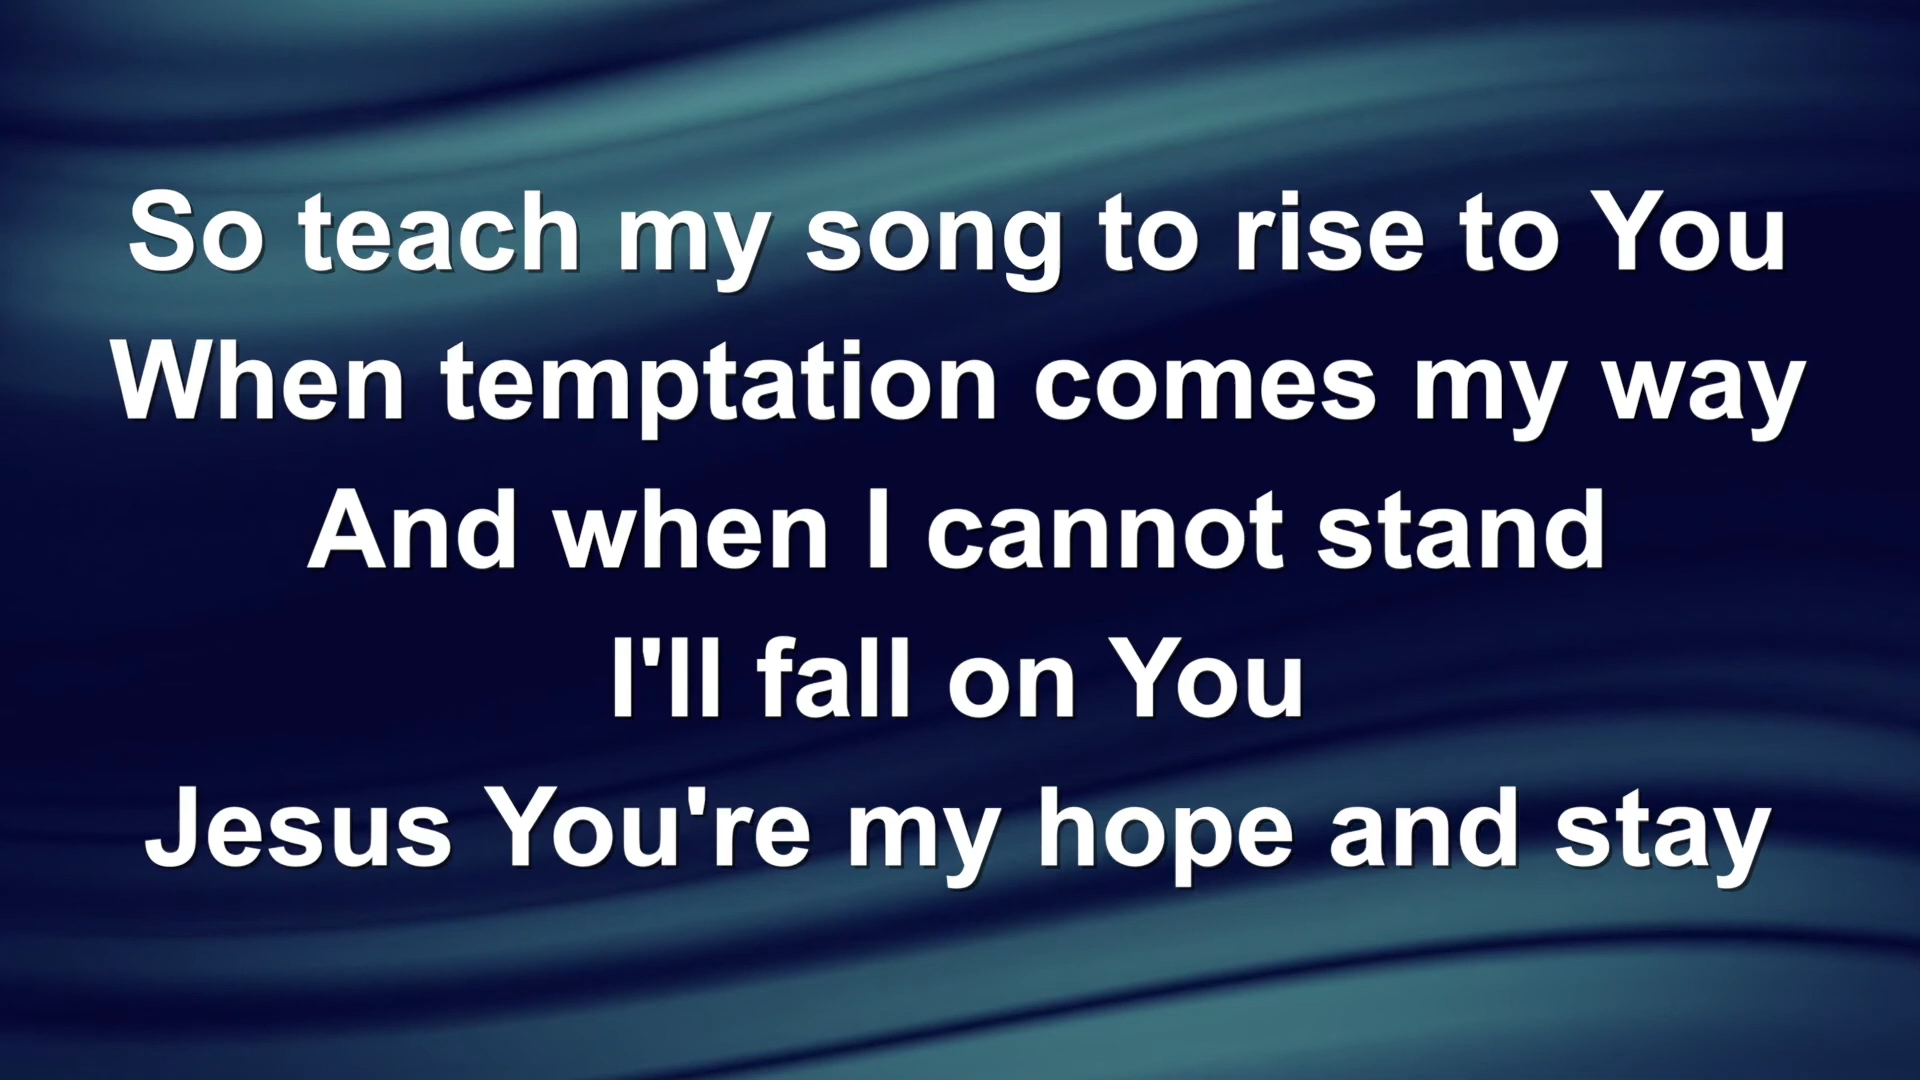 So teach my song to rise to You
When temptation comes my way
And when I cannot stand
I'll fall on You
Jesus You're my hope and stay